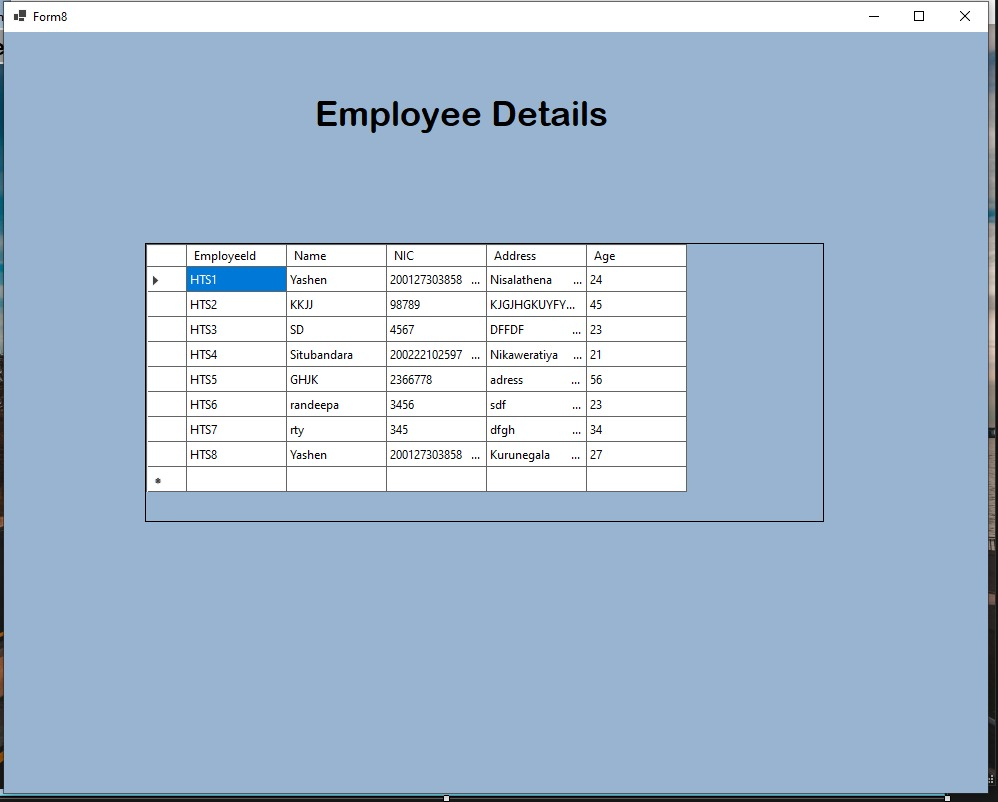 Form8
Employee Details
EmployeeId Name NIC Address Age
HTS1 Yashen 200127303858 ... Nisalathena ... 24
HTS2 KKJJ 98789 KJGJHGKUYFY... 45
HTS3 SD 4567 DFFDF ... 23
HTS4 Situbandara 200222102597 ... Nikaweratiya ... 21
HTS5 GHJK 2366778 adress ... 56
HTS6 randeepa 3456 sdf ... 23
HTS7 rty 345 dfgh ... 34
HTS8 Yashen 200127303858 ... Kurunegala ... 27